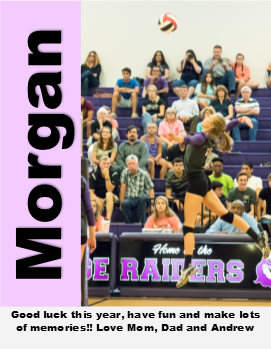 Morgan
Home of the
RAIDERS
Good luck this year, have fun and make lots
of memories!! Love Mom, Dad and Andrew